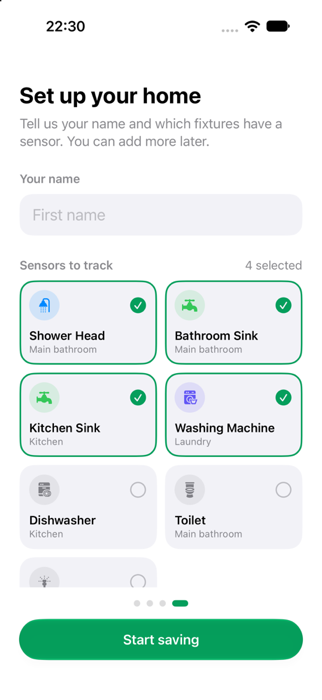 22:30
Set up your home
Tell us your name and which fixtures have a
sensor. You can add more later.
Your name
First name
Sensors to track
4 selected
Shower Head
Main bathroom
Bathroom Sink
Main bathroom
Kitchen Sink
Kitchen
Washing Machine
Laundry
Dishwasher
Kitchen
Toilet
Main bathroom
Start saving